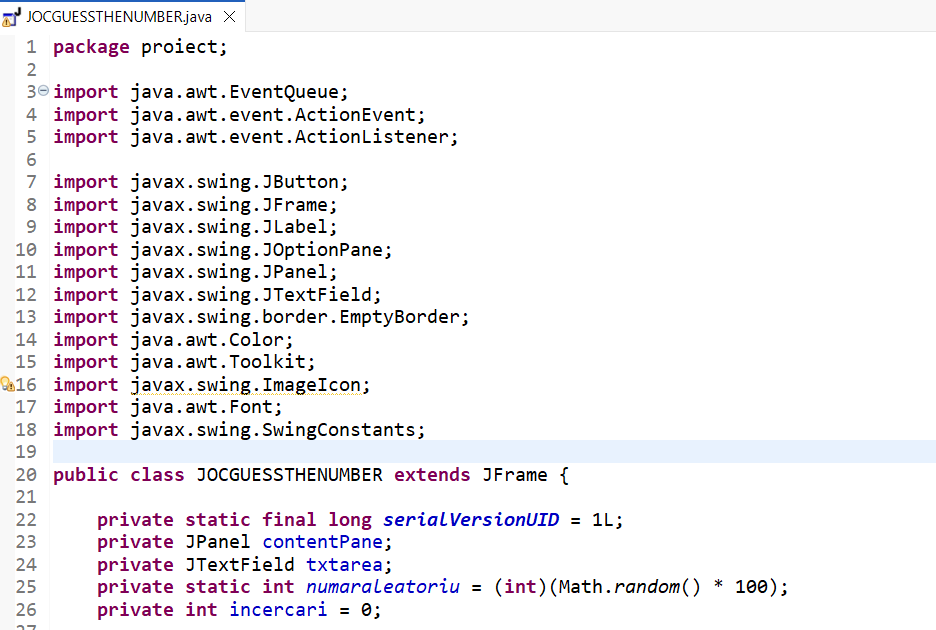 JOCGUESSTHENUMBER.java
1 package proiect;
2
3 import java.awt.EventQueue;
4 import java.awt.event.ActionEvent;
5 import java.awt.event.ActionListener;
6
7 import javax.swing.JButton;
8 import javax.swing.JFrame;
9 import javax.swing.JLabel;
10 import javax.swing.JOptionPane;
11 import javax.swing.JPanel;
12 import javax.swing.JTextField;
13 import javax.swing.border.EmptyBorder;
14 import java.awt.Color;
15 import java.awt.Toolkit;
16 import javax.swing.ImageIcon;
17 import java.awt.Font;
18 import javax.swing.SwingConstants;
19
20 public class JOCGUESSTHENUMBER extends JFrame {
21
22 private static final long serialVersionUID = 1L;
23 private JPanel contentPane;
24 private JTextField txtarea;
25 private static int numaraleatoriu = (int)(Math.random() * 100);
26 private int incercari = 0;
27